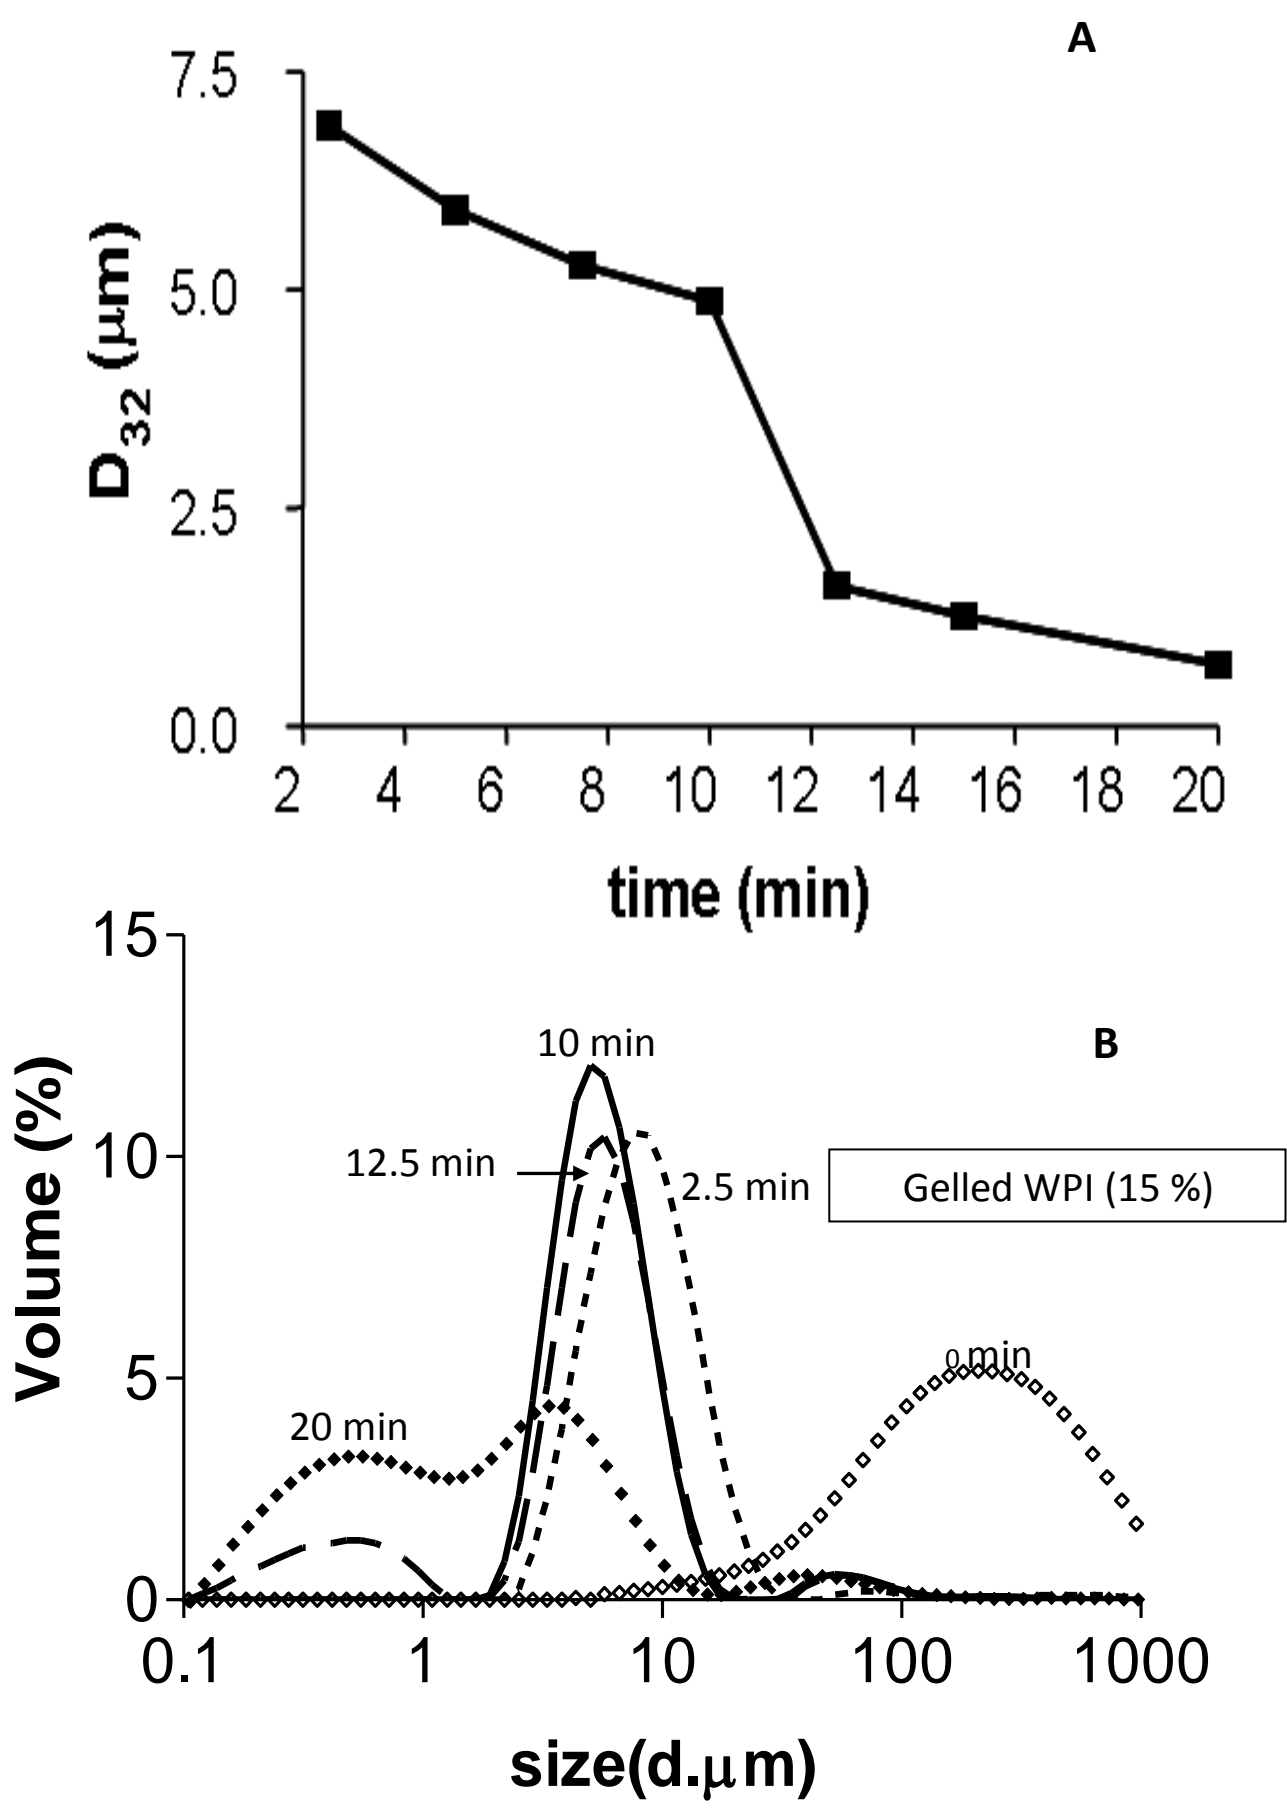 A
7.5
5.0
2.5
0.0
D32 (μm)
2 4 6 8 10 12 14 16 18 20
time (min)
15
10
5
0
Volume (%)
10 min
B
12.5 min
2.5 min
Gelled WPI (15 %)
0 min
20 min
0.1 1 10 100 1000
size(d.μm)